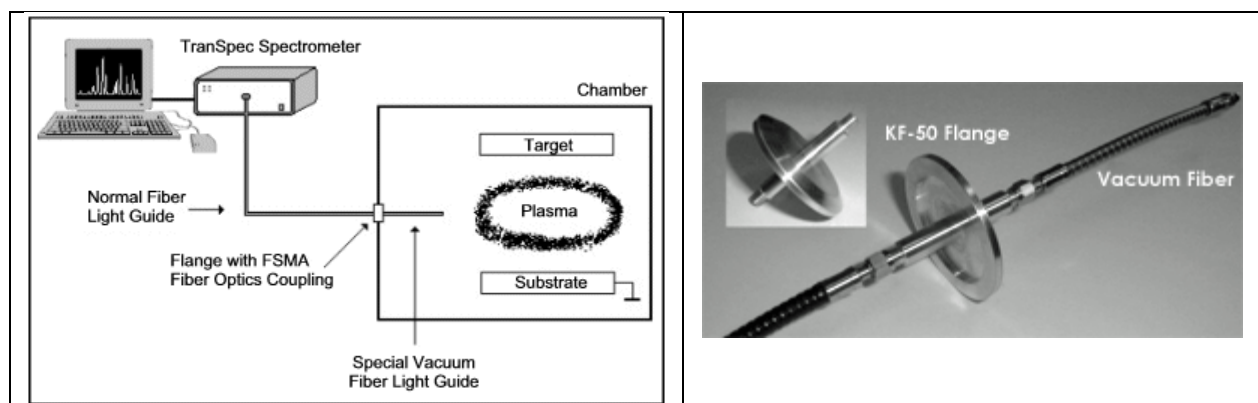 TranSpec Spectrometer
Chamber
Target
Normal Fiber
Light Guide
Plasma
Flange with FSMA
Fiber Optics Coupling
Substrate
Special Vacuum
Fiber Light Guide
KF-50 Flange
Vacuum Fiber